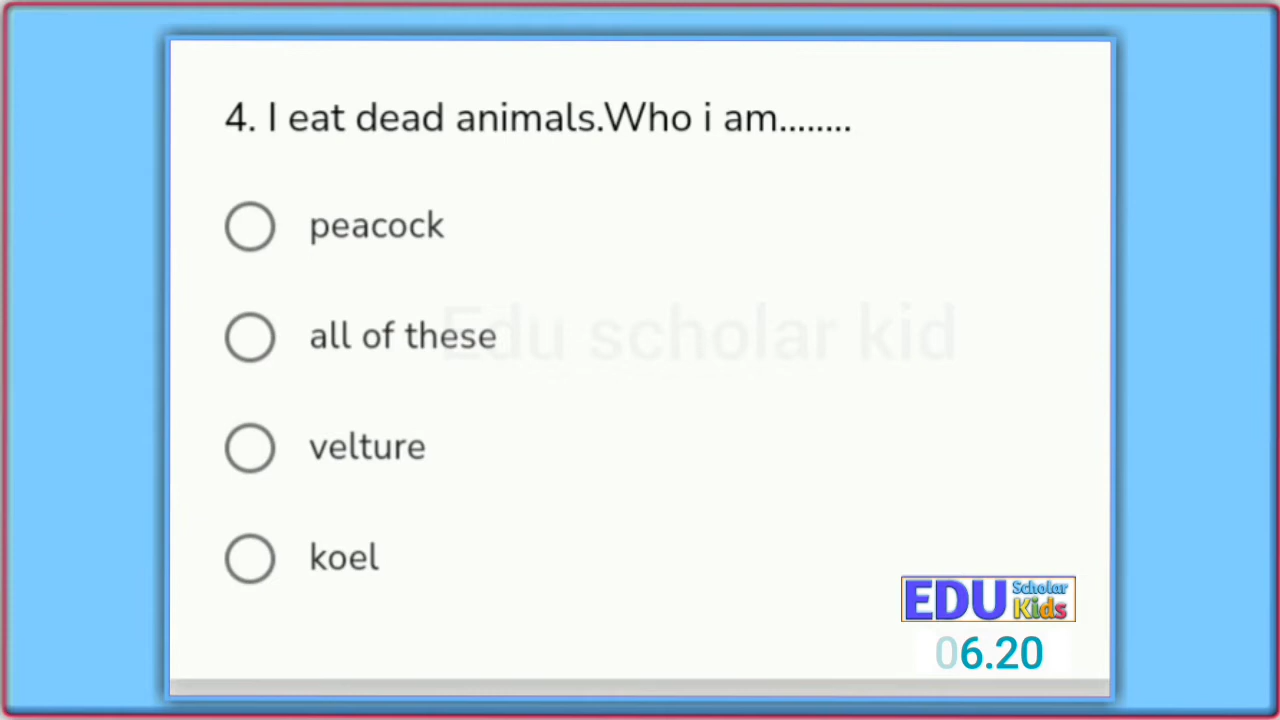 4. I eat dead animals.Who i am........
peacock
all of these
Edu scholar kid
velture
koel
EDU Scholar Kids
06.20